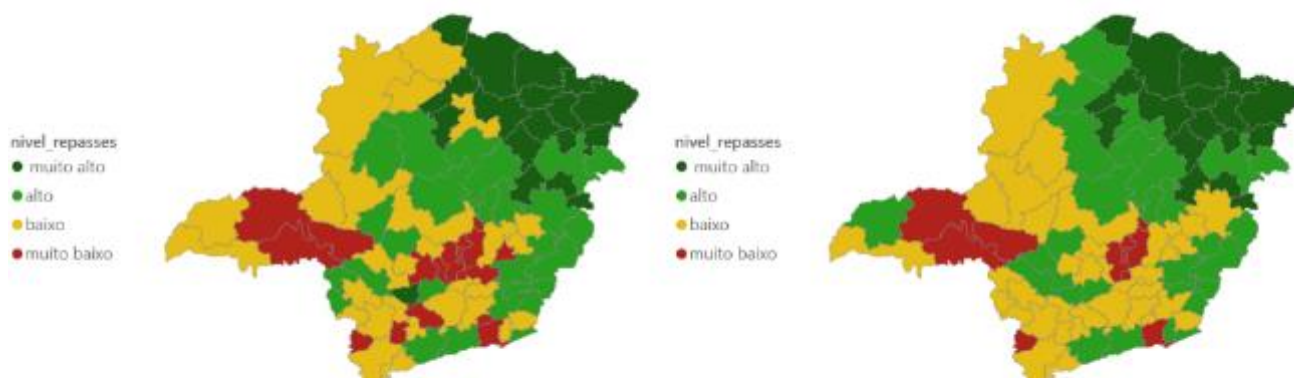 nivel_repasses
muito alto
alto
baixo
muito baixo
nivel_repasses
muito alto
alto
baixo
muito baixo